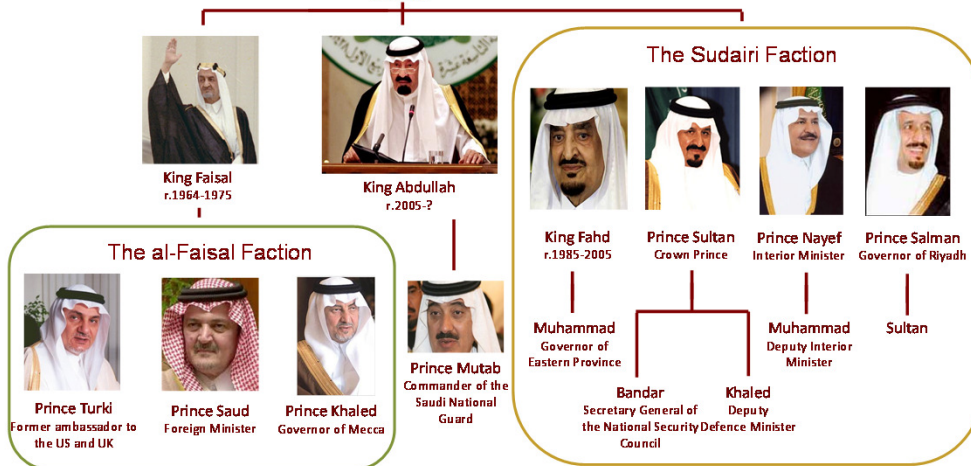 The Sudairi Faction
King Faisal
r.1964-1975
King Abdullah
r.2005-?
King Fahd
r.1985-2005
Prince Sultan
Crown Prince
Prince Nayef
Interior Minister
Prince Salman
Governor of Riyadh
The al-Faisal Faction
Prince Turki
Former ambassador to
the US and UK
Prince Saud
Foreign Minister
Prince Khaled
Governor of Mecca
Prince Mutab
Commander of the
Saudi National
Guard
Muhammad
Governor of
Eastern Province
Bandar
Secretary General of
the National Security
Council
Khaled
Deputy
Defence Minister
Muhammad
Deputy Interior
Minister
Sultan